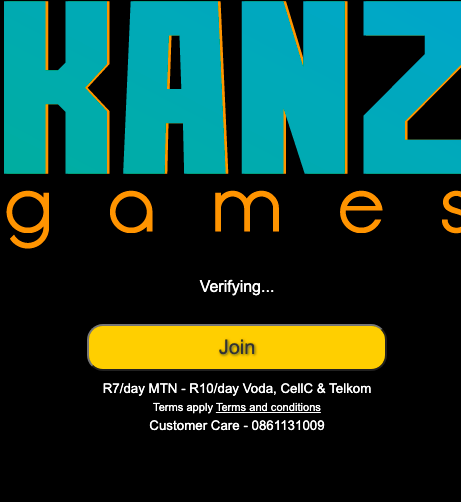 KANZ
games
Verifying...
Join
R7/day MTN - R10/day Voda, CellC & Telkom
Terms apply Terms and conditions
Customer Care - 0861131009